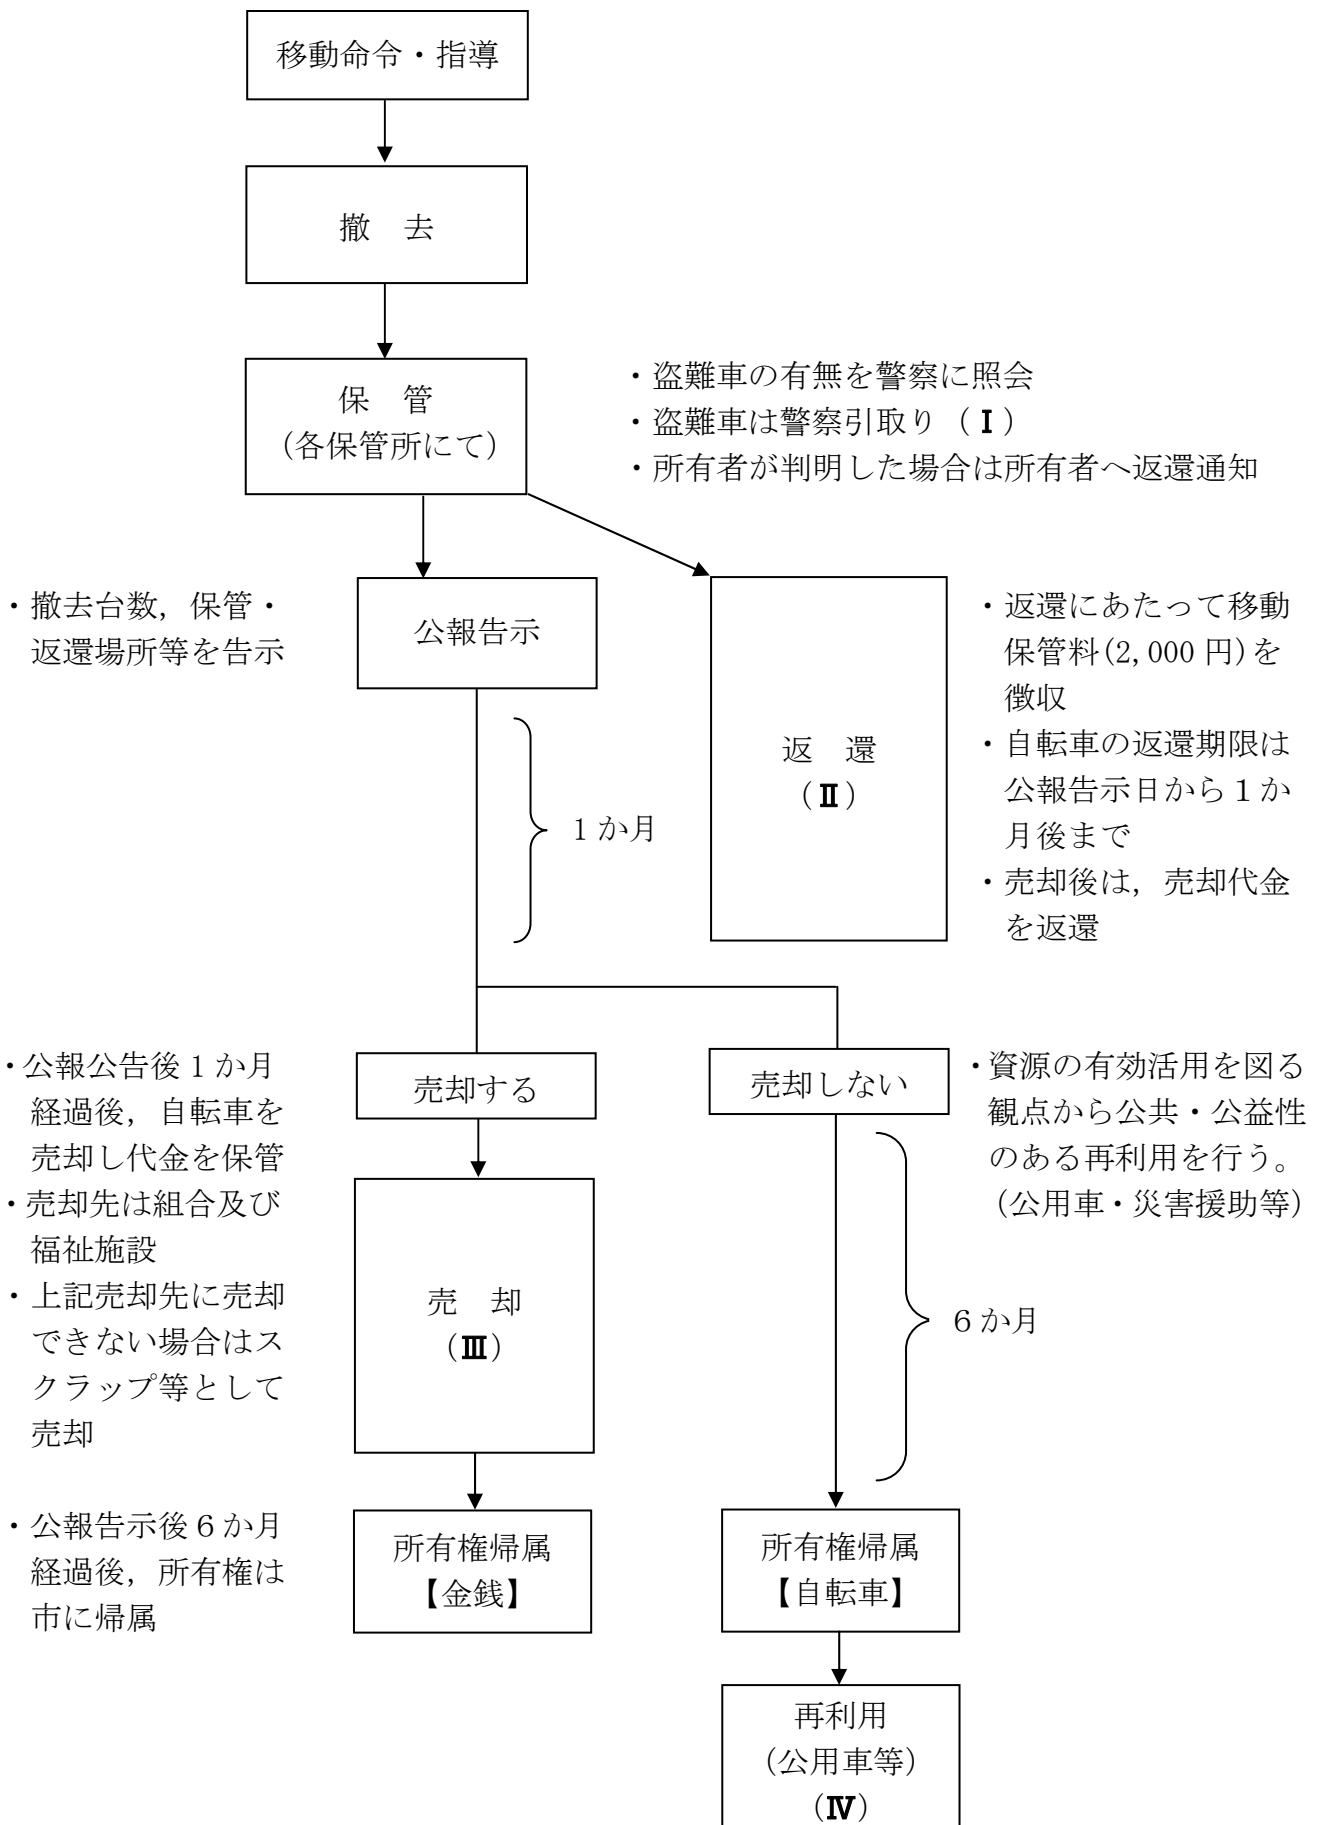 移動命令・指導
撤　去
保　管
（各保管所にて）
・盗難車の有無を警察に照会
・盗難車は警察引取り（Ⅰ）
・所有者が判明した場合は所有者へ返還通知
・撤去台数，保管・
返還場所等を告示
公報告示
1 か月
返　還
（Ⅱ）
・返還にあたって移動
保管料(2,000 円)を
徴収
・自転車の返還期限は
公報告示日から１か
月後まで
・売却後は，売却代金
を返還
・公報公告後 1 か月
経過後，自転車を
売却し代金を保管
・売却先は組合及び
福祉施設
・上記売却先に売却
できない場合はス
クラップ等として
売却
売却する
売却しない
・資源の有効活用を図る
観点から公共・公益性
のある再利用を行う。
（公用車・災害援助等）
売　却
（Ⅲ）
６か月
・公報告示後６か月
経過後，所有権は
市に帰属
所有権帰属
【金銭】
所有権帰属
【自転車】
再利用
（公用車等）
（Ⅳ）